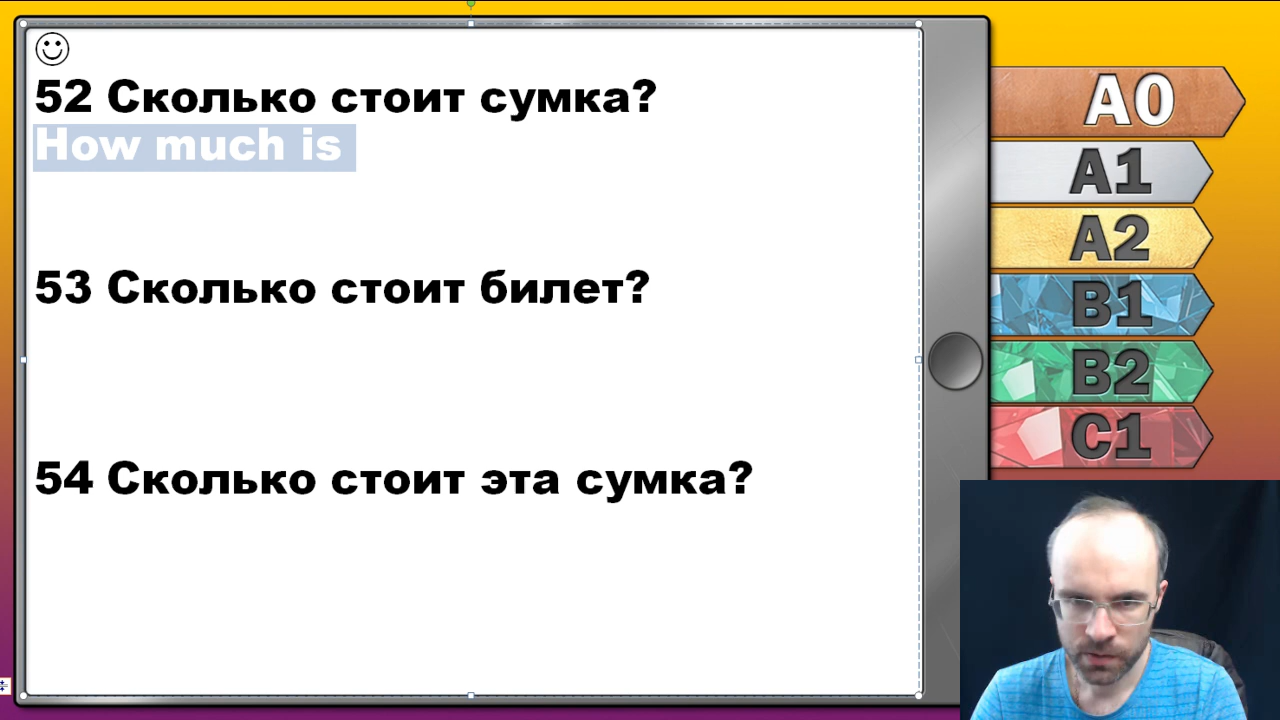 52 Сколько стоит сумка?
How much is
53 Сколько стоит билет?
54 Сколько стоит эта сумка?
A0
A1
A2
B1
B2
C1